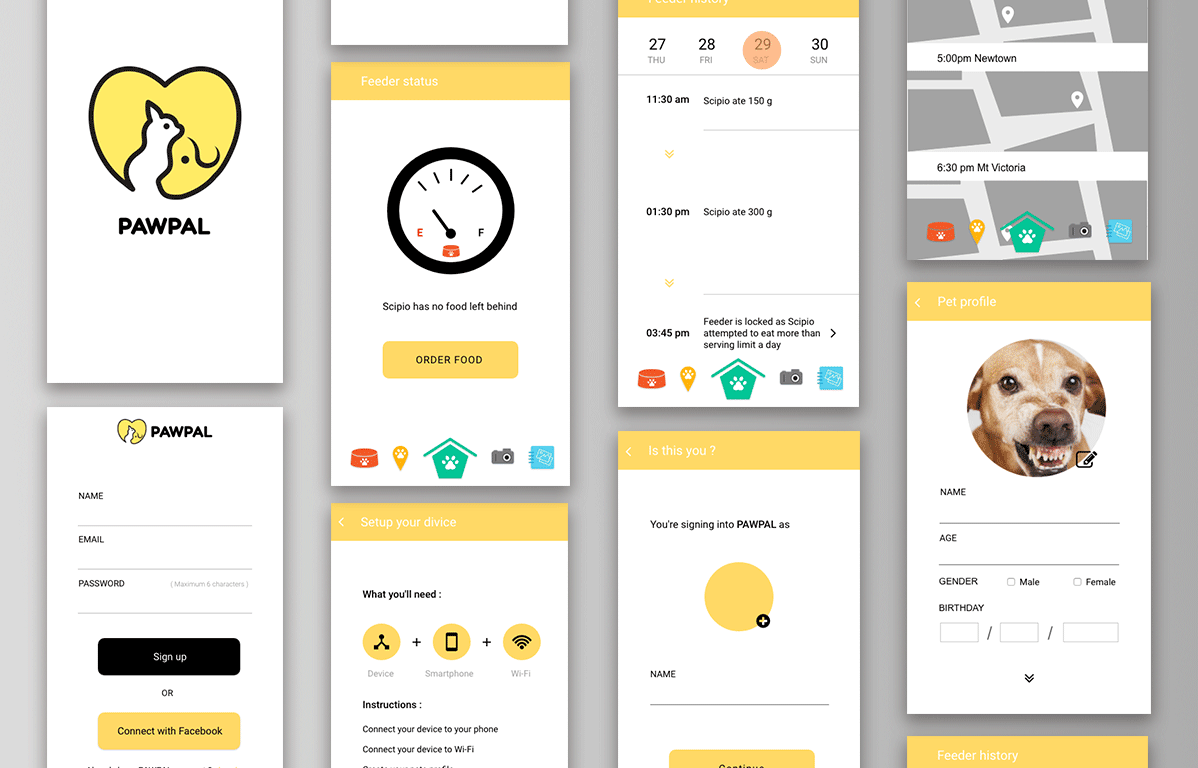 PAWPAL
PAWPAL
NAME
EMAIL
PASSWORD
( Maximum 6 characters )
Sign up
OR
Connect with Facebook
Feeder status
E
F
Scipio has no food left behind
ORDER FOOD
Setup your divice
What you'll need :
+
+
Device
Smartphone
Wi-Fi
Instructions :
Connect your device to your phone
Connect your device to Wi-Fi
Feeder history
27 28 29 30
THU FRI SAT SUN
11:30 am Scipio ate 150 g
01:30 pm Scipio ate 300 g
03:45 pm
Feeder is locked as Scipio
attempted to eat more than
serving limit a day
Is this you ?
You're signing into PAWPAL as
NAME
Continue
5:00pm Newtown
6:30 pm Mt Victoria
Pet profile
NAME
AGE
GENDER Male Female
BIRTHDAY
/ /
Feeder history